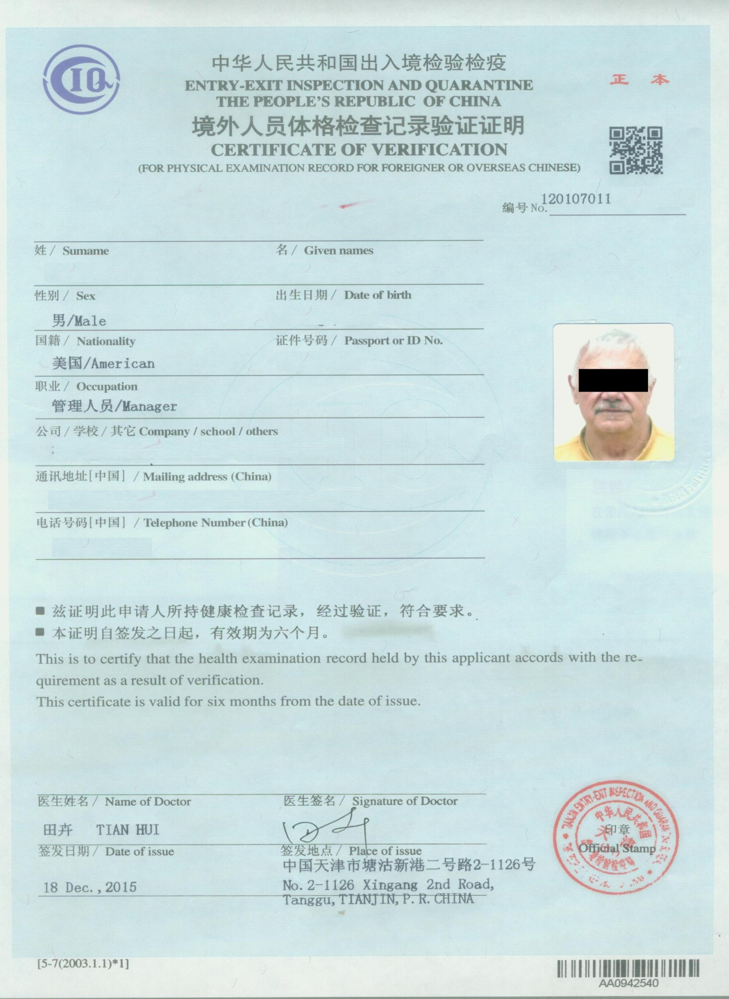 CIQ
中华人民共和国出入境检验检疫
正 本
ENTRY-EXIT INSPECTION AND QUARANTINE
THE PEOPLE'S REPUBLIC OF CHINA
境外人员体格检查记录验证证明
CERTIFICATE OF VERIFICATION
(FOR PHYSICAL EXAMINATION RECORD FOR FOREIGNER OR OVERSEAS CHINESE)
编号 No. 120107011
姓 / Surname 名 / Given names
性别 / Sex 出生日期 / Date of birth
男/Male
国籍 / Nationality 证件号码 / Passport or ID No.
美国/American
职业 / Occupation
管理人员/Manager
公司 / 学校 / 其它 Company / school / others
通讯地址[中国] / Mailing address (China)
电话号码[中国] / Telephone Number (China)
■ 兹证明此申请人所持健康检查记录，经过验证，符合要求。
■ 本证明自签发之日起，有效期为六个月。
This is to certify that the health examination record held by this applicant accords with the re-
quirement as a result of verification.
This certificate is valid for six months from the date of issue.
医生姓名 / Name of Doctor 医生签名 / Signature of Doctor
田卉 TIAN HUI
签发日期 / Date of issue 签发地点 / Place of issue
中国天津市塘沽新港二号路2-1126号
18 Dec.,2015 No.2-1126 Xingang 2nd Road,
Tanggu,TIANJIN,P.R.CHINA
ENTRY-EXIT INSPECTION AND
中华人民共和国
天津
印章
Official Stamp
[5-7(2003.1.1)*1]
AA0942540